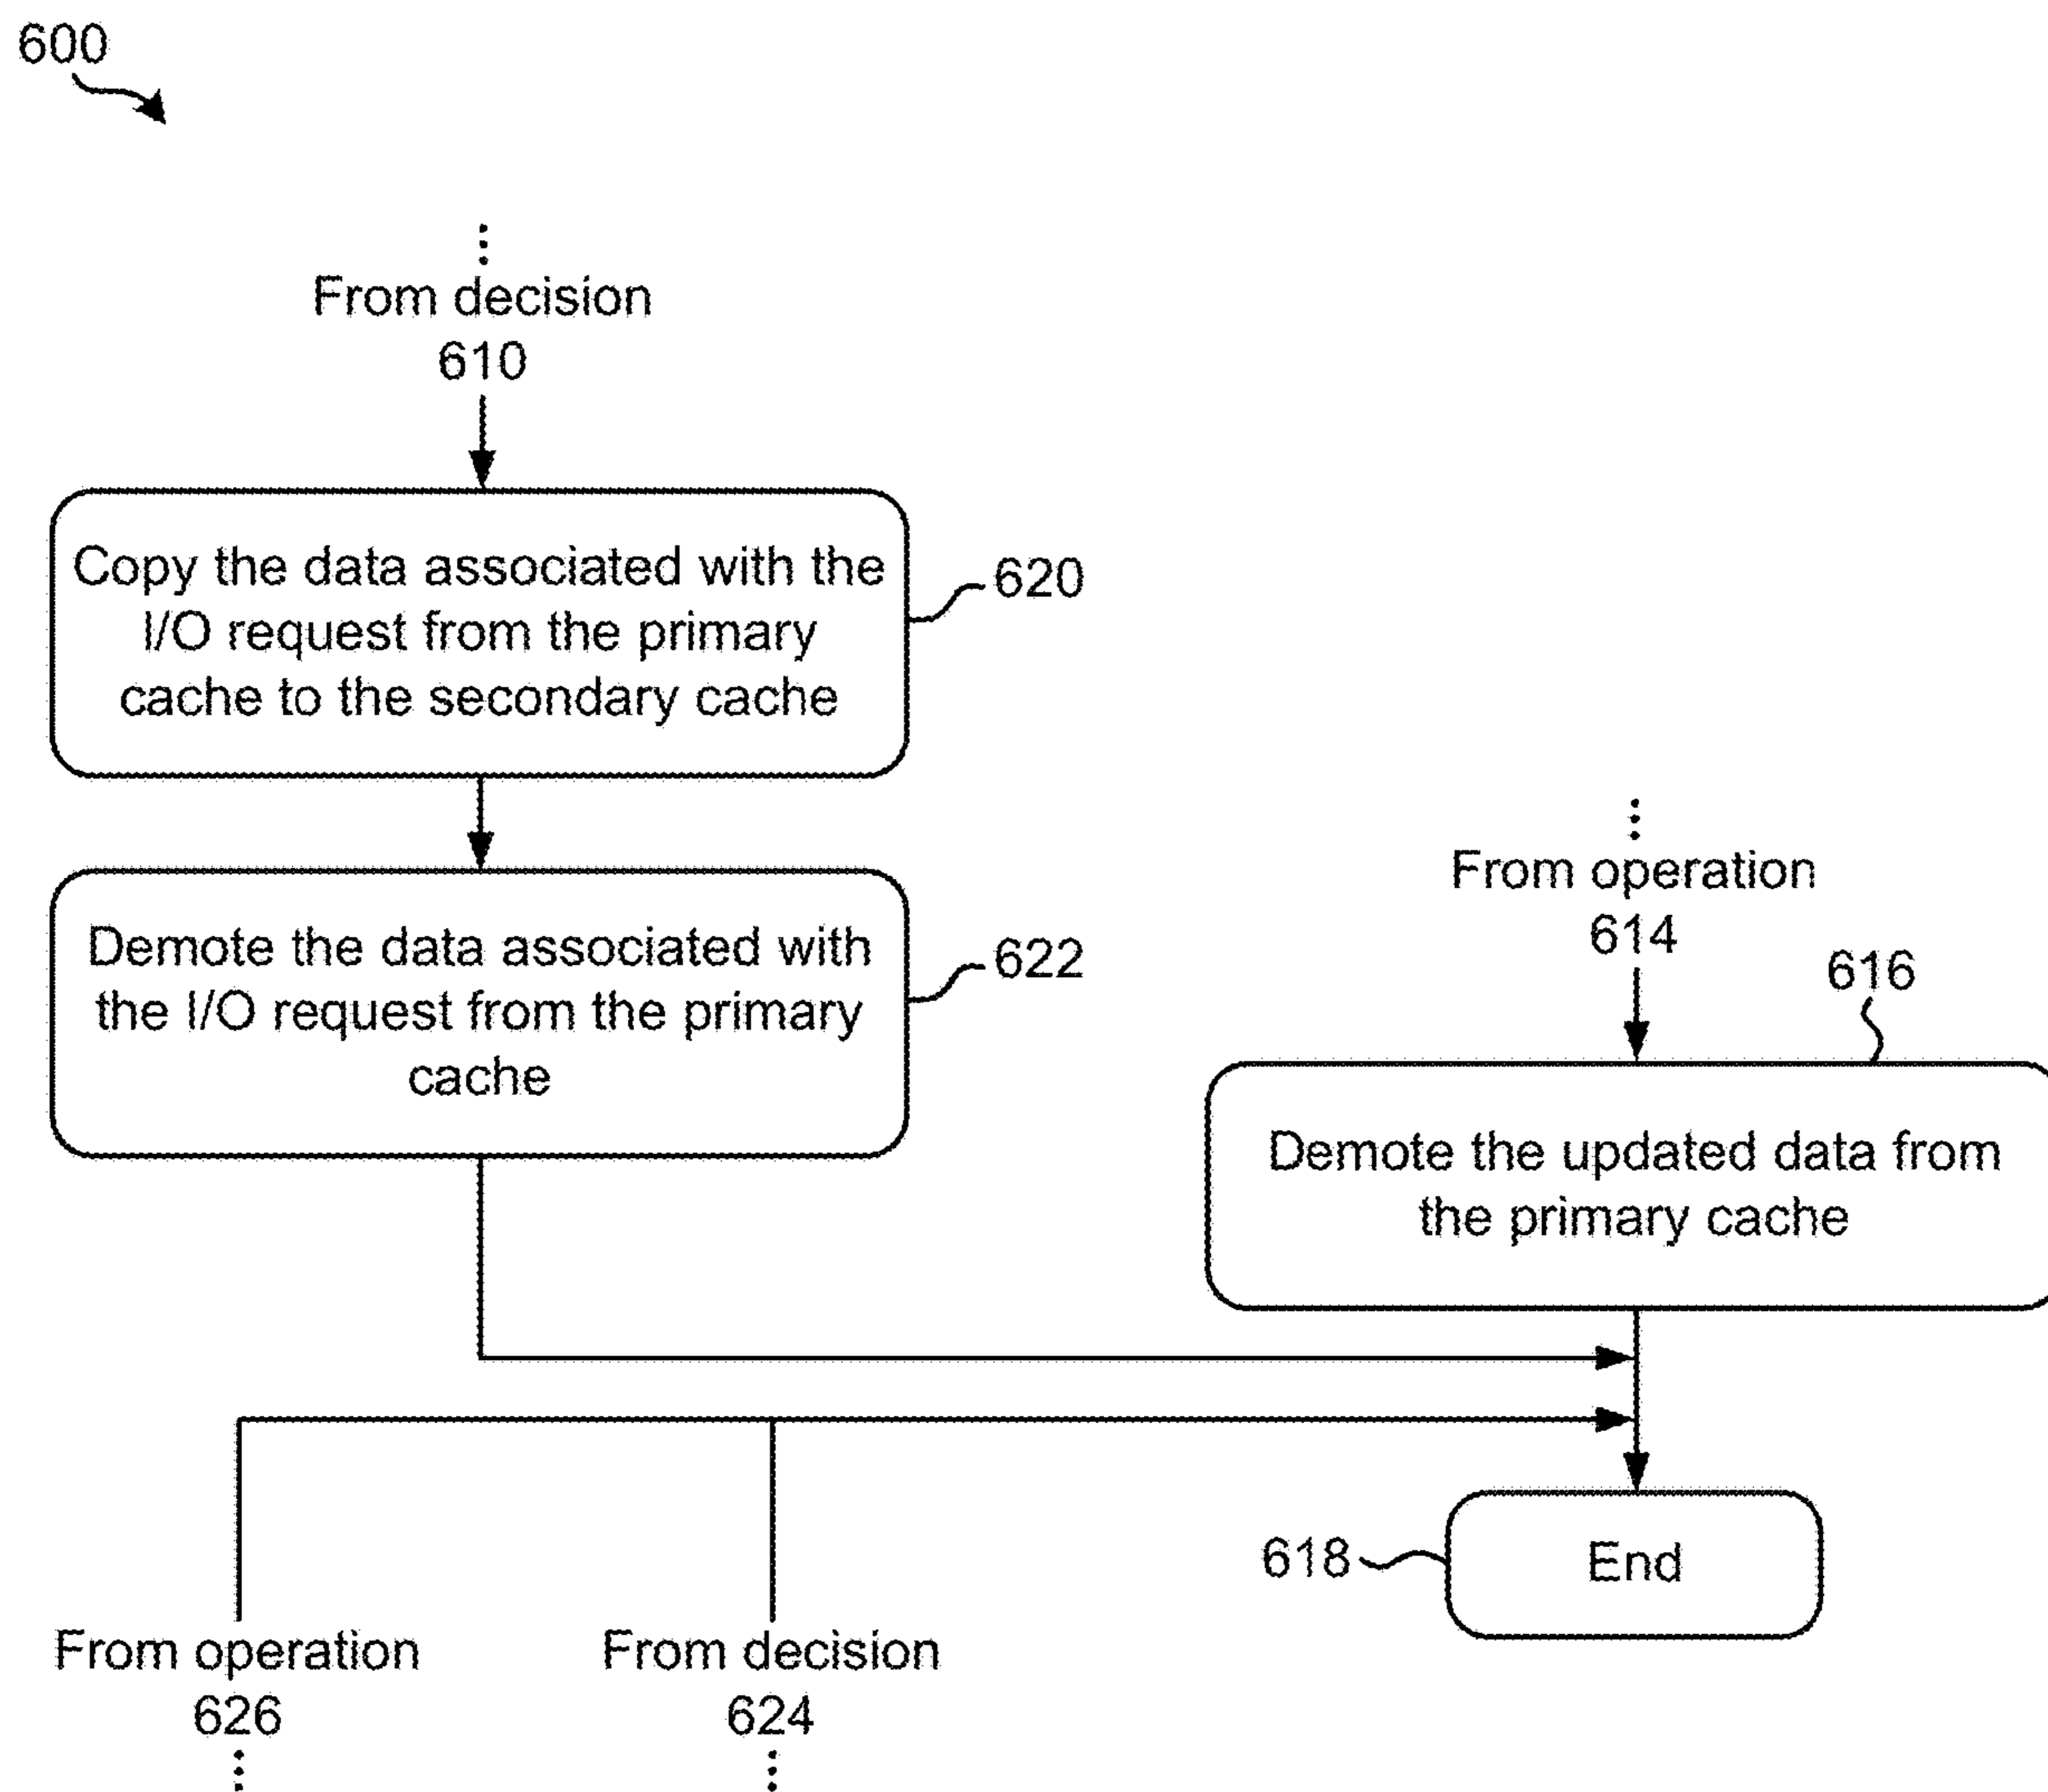 600
From decision
610
Copy the data associated with the
I/O request from the primary
cache to the secondary cache
620
Demote the data associated with
the I/O request from the primary
cache
622
From operation
614
616
Demote the updated data from
the primary cache
618
End
From operation
626
From decision
624